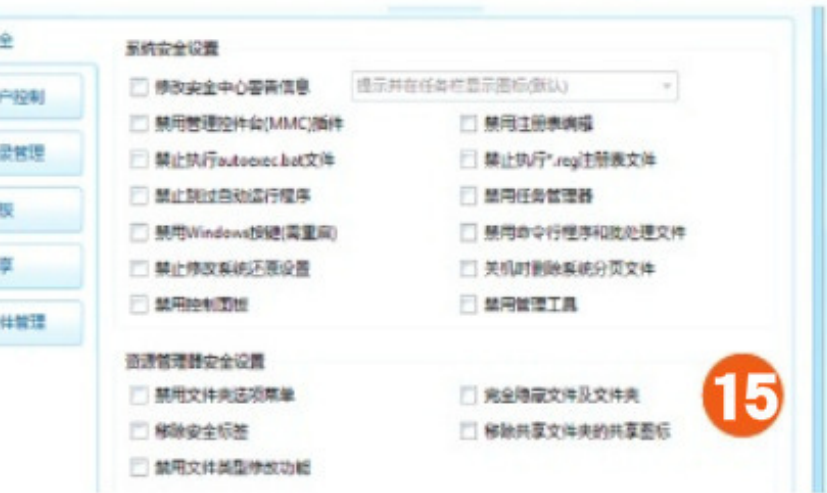 全
系统安全设置
修改安全中心警告信息 提示并在任务栏显示图标(默认)
户控制
禁用管理控件台(MMC)插件 禁用注册表编辑
录管理
禁止执行autoexec.bat文件 禁止执行*.reg注册表文件
禁止跳过自动运行程序 禁用任务管理器
板
禁用Windows按键(需重启) 禁用命令行程序和批处理文件
享
禁止修改系统还原设置 关机时删除系统分页文件
禁用控制面板 禁用管理工具
件管理
资源管理器安全设置
禁用文件夹选项菜单 完全隐藏文件及文件夹
15
移除安全标签 移除共享文件夹的共享图标
禁用文件类型修改功能